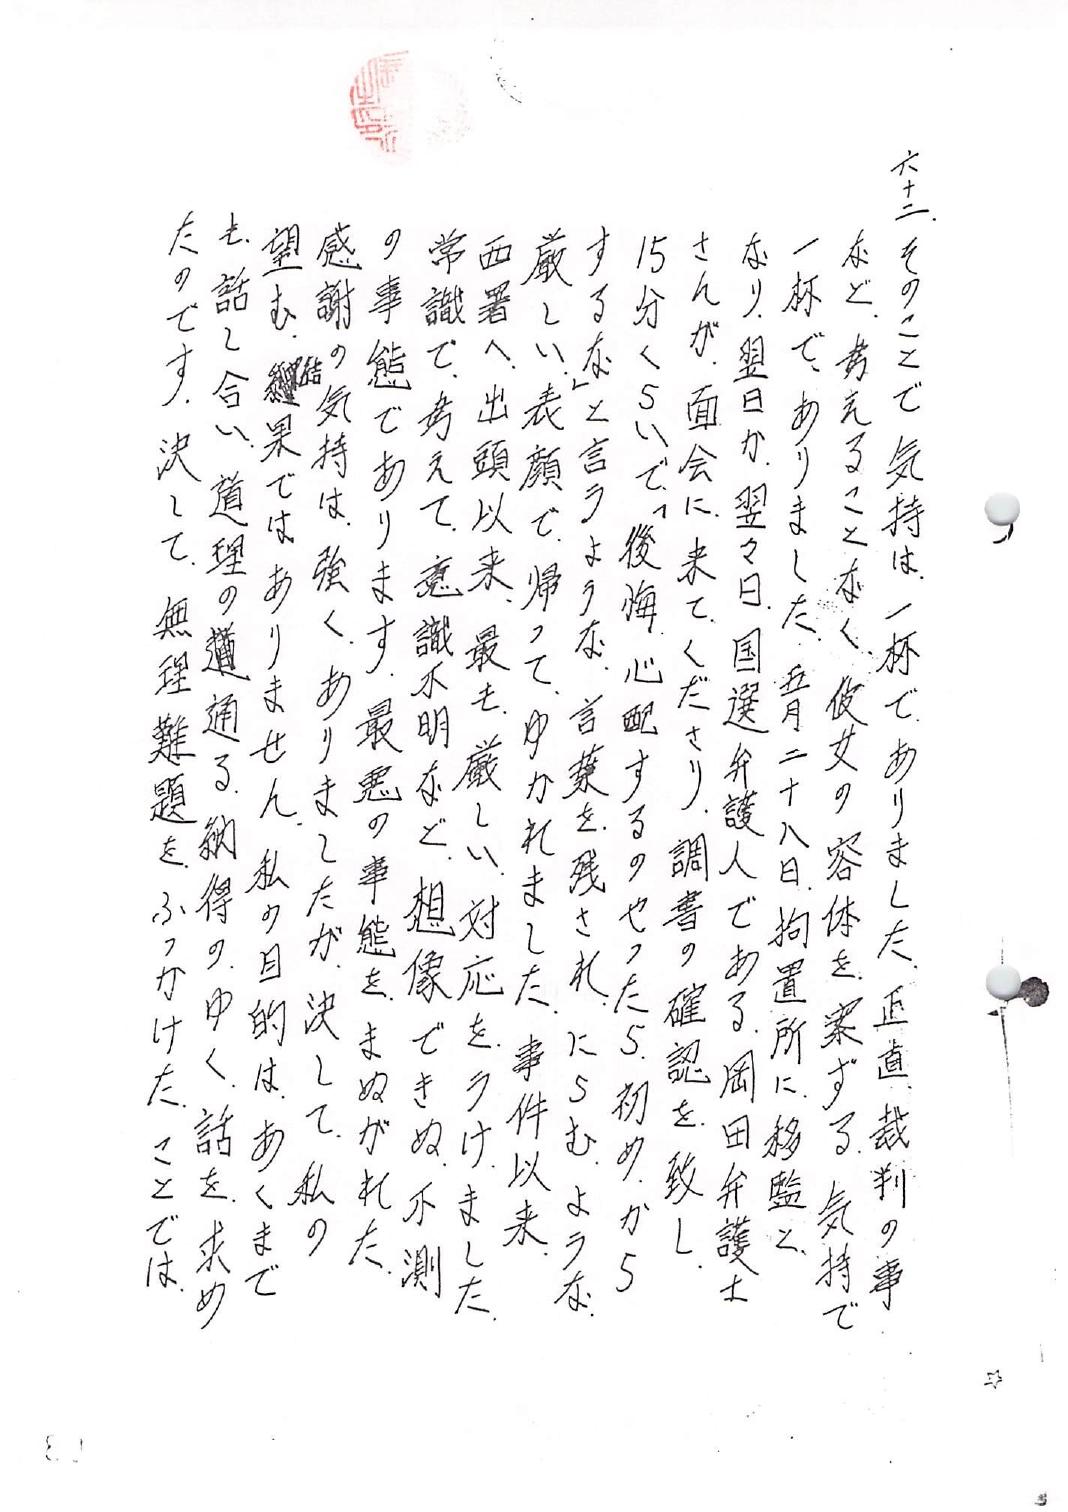 六十二.
そのことで気持は、一杯で、ありました、正直、裁判の事
など、考えることなく、彼女の容体を、案ずる、気持で
一杯で、ありました、五月二十八日、拘置所に、移監と、
なり、翌日か、翌々日、国選弁護人である、岡田弁護士
さんが、面会に、来て、くださり、調書の確認を、致し、
15分くらいで、「後悔、心配するのやったら、初め、から
するな」と言うような、言葉を、残され、にらむ、ような、
厳しい、表顔で、帰って、ゆかれました、事件以来、
西署へ、出頭以来、最も、厳しい、対応を、うけ、ました、
常識で、考えて、意識不明など、想像できぬ、不測
の事態であります、最悪の事態を、まぬがれた、
感謝の気持は、強く、ありましたが、決して、私の
望む、結果では、ありません、私の目的は、あくまで
も、話し合い、道理の通る、納得の、ゆく、話を、求め
たのです、決して、無理難題を、ふっかけた、ことでは、